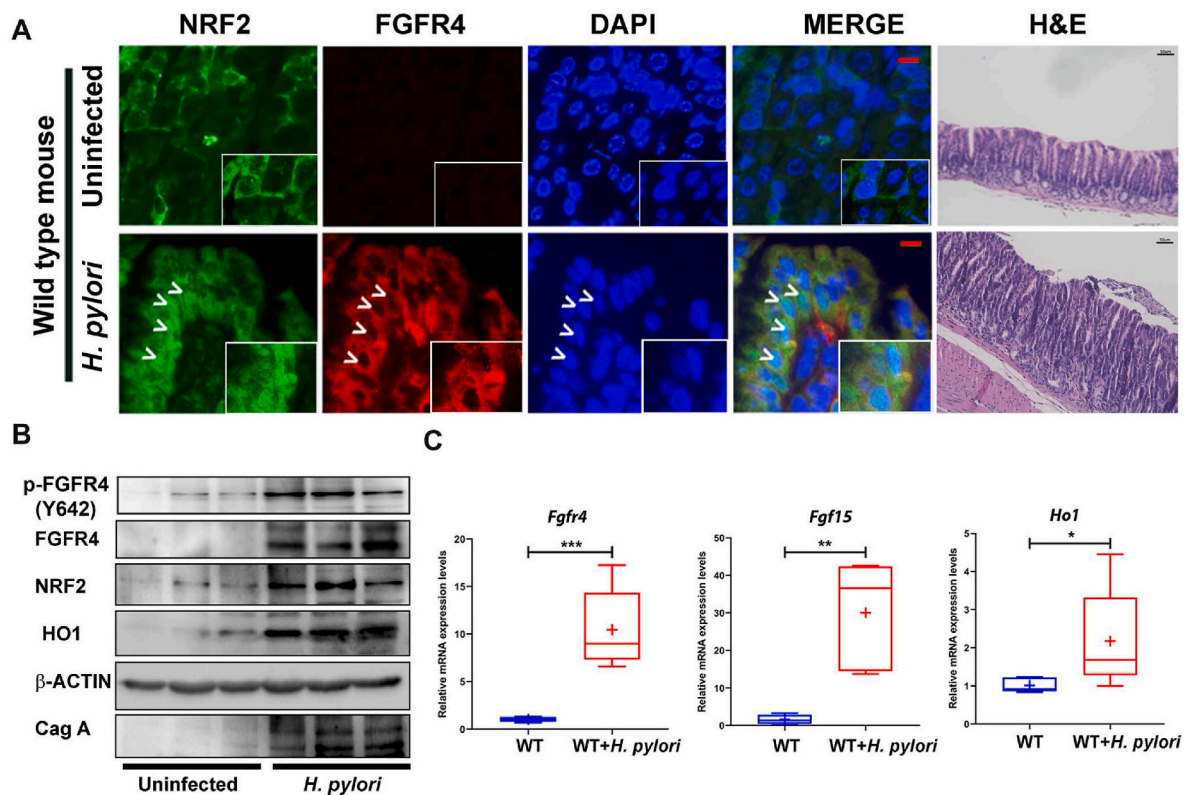 A
NRF2 FGFR4 DAPI MERGE H&E
Wild type mouse
Uninfected
H. pylori
B
p-FGFR4
(Y642)
FGFR4
NRF2
HO1
β-ACTIN
Cag A
Uninfected H. pylori
C
Fgfr4
***
Relative mRNA expression levels
20
15
10
5
0
WT WT+H. pylori
Fgf15
**
Relative mRNA expression levels
50
40
30
20
10
0
WT WT+H. pylori
Ho1
*
Relative mRNA expression levels
5
4
3
2
1
0
WT WT+H. pylori